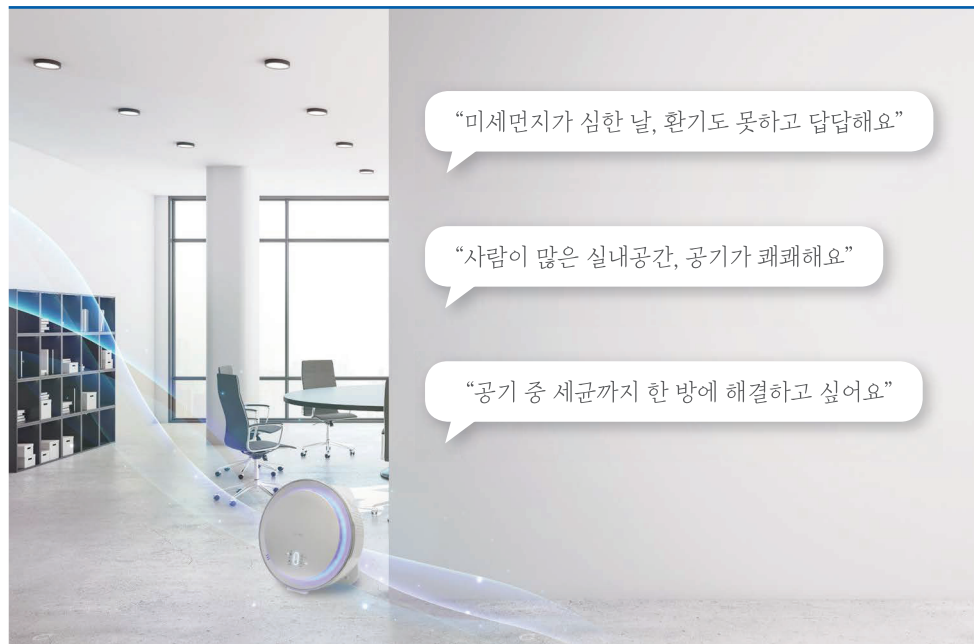 “미세먼지가 심한 날, 환기도 못하고 답답해요”
“사람이 많은 실내공간, 공기가 쾌쾌해요”
“공기 중 세균까지 한 방에 해결하고 싶어요”